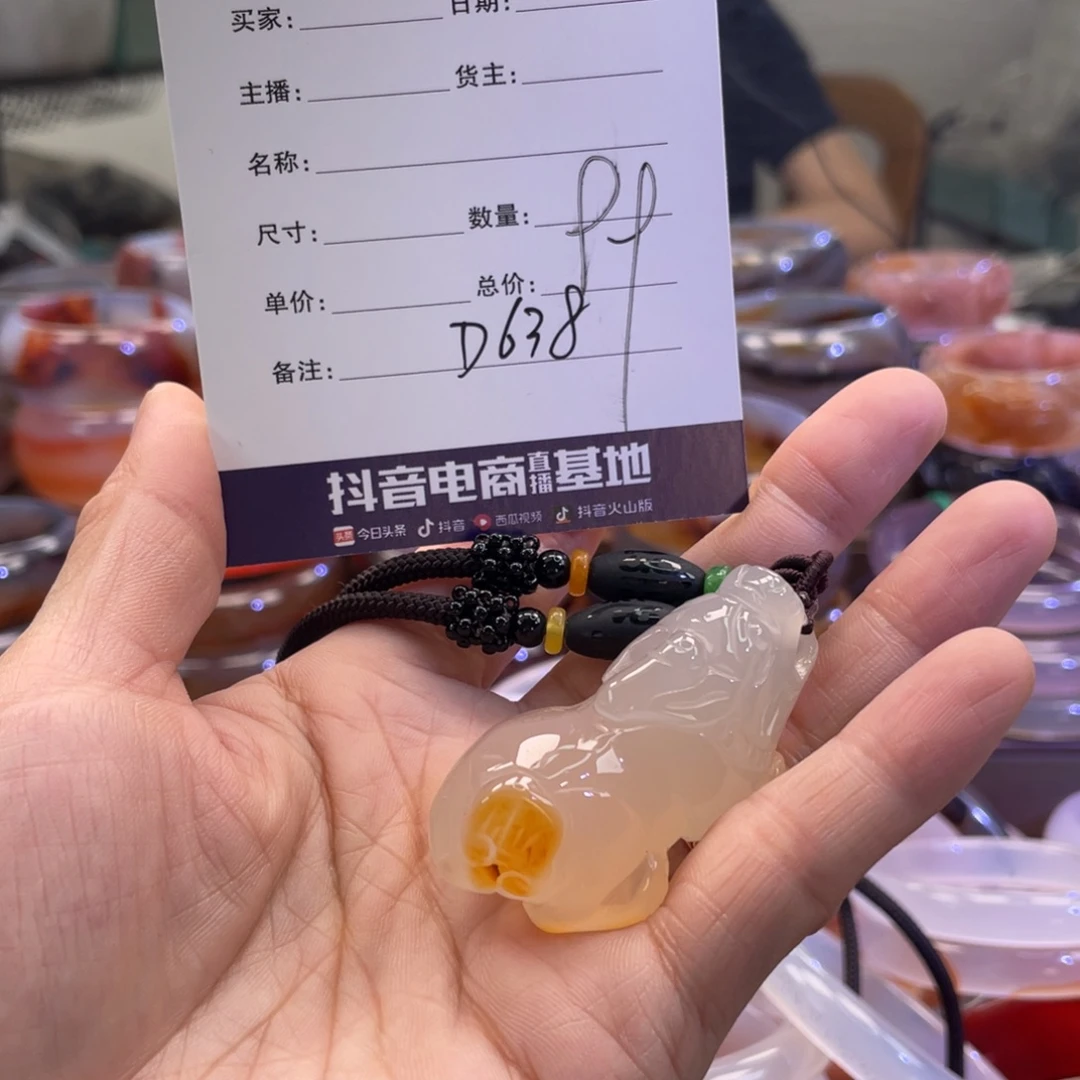 买家： 日期：
主播： 货主：
名称：
尺寸： 数量：
单价： 总价：
备注： D638
抖音电商直播基地
头条 今日头条 抖音 西瓜视频 抖音火山版